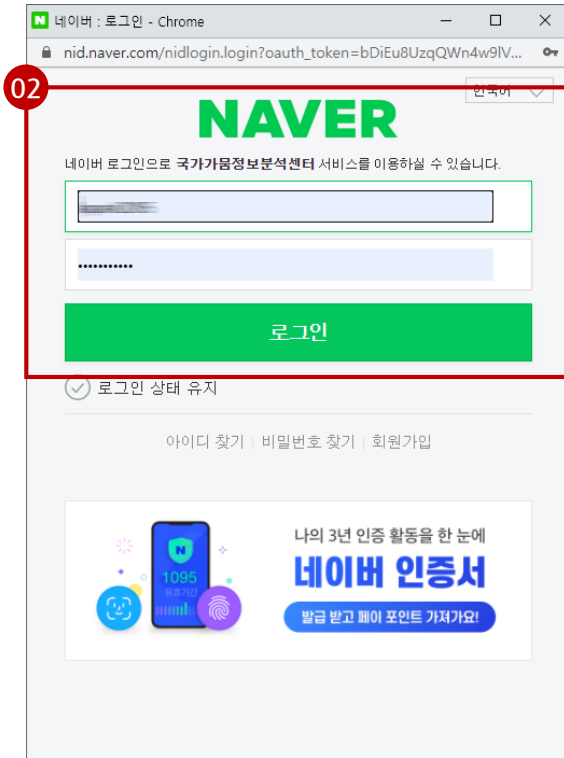 네이버 : 로그인 - Chrome
nid.naver.com/nidlogin.login?oauth_token=bDiEu8UzqQWn4w9lV...
02
한국어
NAVER
네이버 로그인으로 국가가뭄정보분석센터 서비스를 이용하실 수 있습니다.
로그인
로그인 상태 유지
아이디 찾기 | 비밀번호 찾기 | 회원가입
나의 3년 인증 활동을 한 눈에
네이버 인증서
발급 받고 페이 포인트 가져가요!
N
1095
유효기간